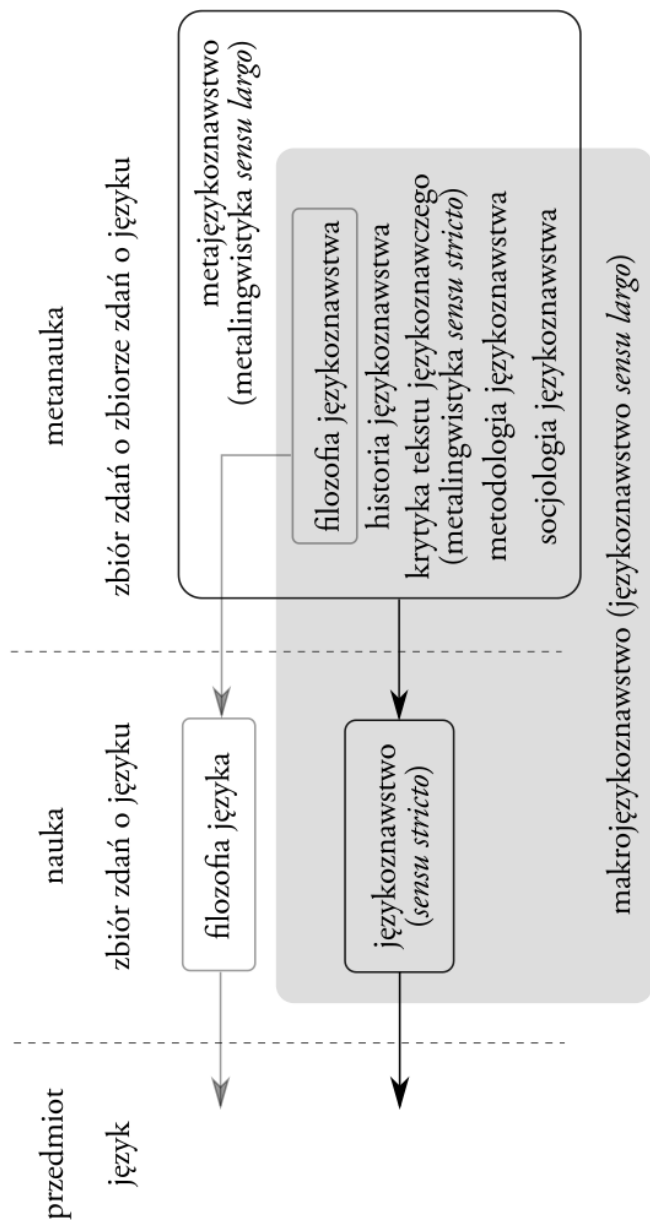 przedmiot
język
nauka
zbiór zdań o języku
filozofia języka
językoznawstwo
(sensu stricto)
metanauka
zbiór zdań o zbiorze zdań o języku
metajęzykoznawstwo
(metalingwistyka sensu largo)
filozofia językoznawstwa
historia językoznawstwa
krytyka tekstu językoznawczego
(metalingwistyka sensu stricto)
metodologia językoznawstwa
socjologia językoznawstwa
makrojęzykoznawstwo (językoznawstwo sensu largo)